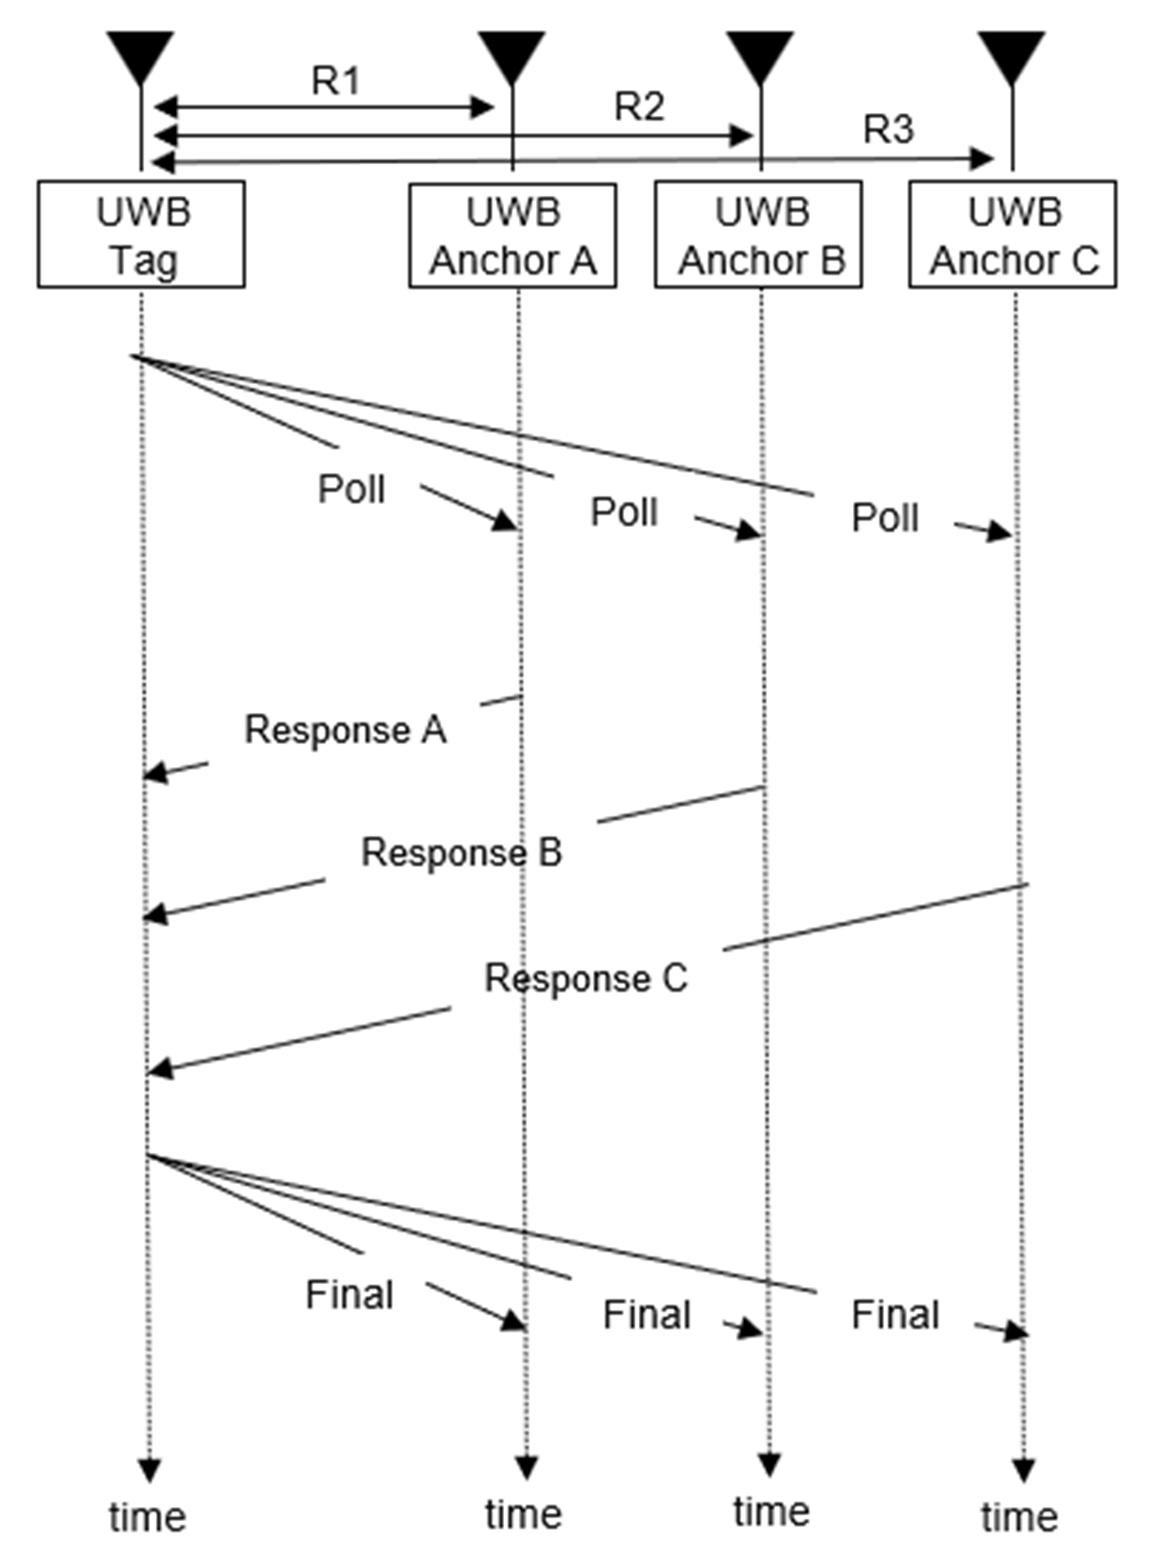 R1
R2
R3
UWB
Tag
UWB
Anchor A
UWB
Anchor B
UWB
Anchor C
Poll
Poll
Poll
Response A
Response B
Response C
Final
Final
Final
time
time
time
time